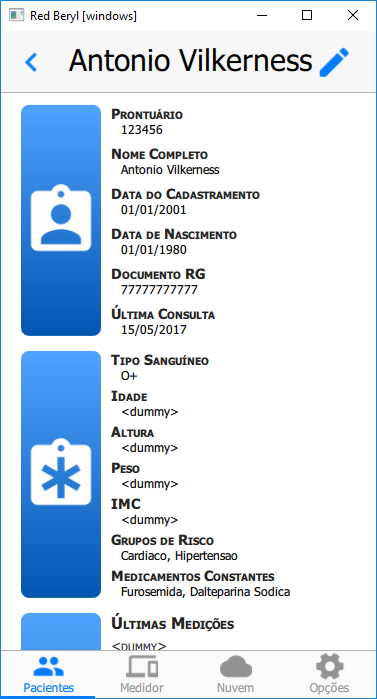 Red Beryl [windows]
Antonio Vilkerness
Prontuário
123456
Nome Completo
Antonio Vilkerness
Data do Cadastramento
01/01/2001
Data de Nascimento
01/01/1980
Documento RG
77777777777
Última Consulta
15/05/2017
Tipo Sanguíneo
O+
Idade
<dummy>
Altura
<dummy>
Peso
<dummy>
IMC
<dummy>
Grupos de Risco
Cardiaco, Hipertensao
Medicamentos Constantes
Furosemida, Dalteparina Sodica
Últimas Medições
<dummy>
Pacientes
Medidor
Nuvem
Opções